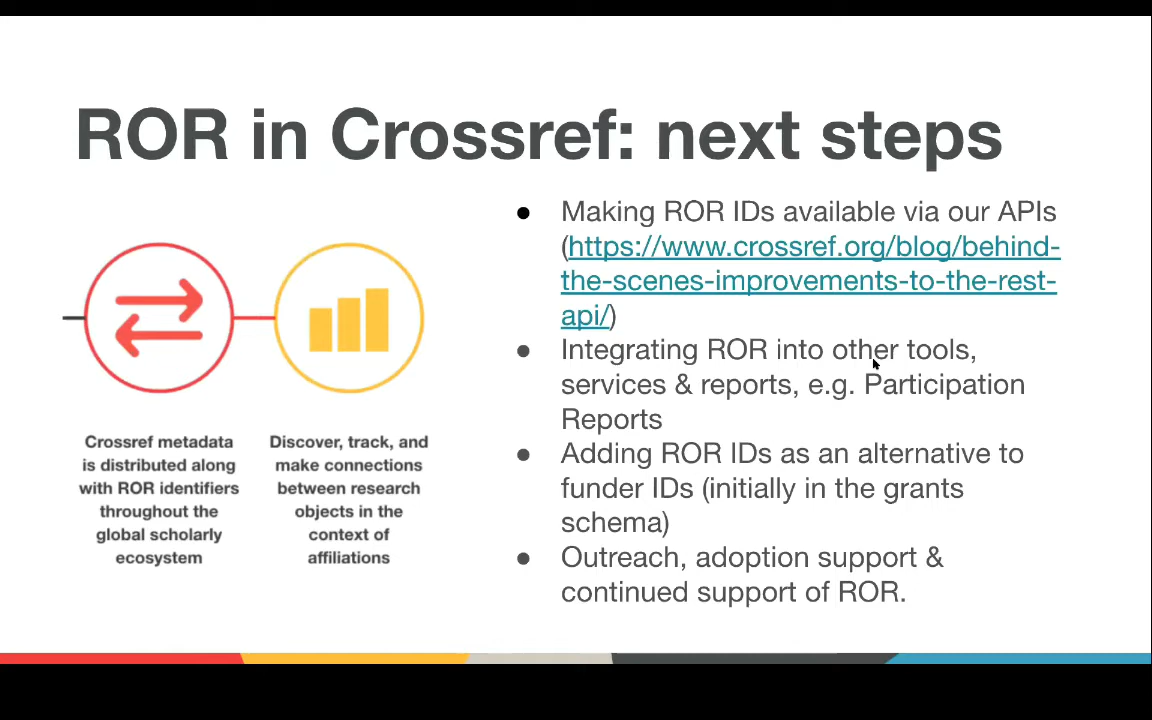 ROR in Crossref: next steps
Crossref metadata
is distributed along
with ROR identifiers
throughout the
global scholarly
ecosystem
Discover, track, and
make connections
between research
objects in the
context of
affiliations
● Making ROR IDs available via our APIs
(https://www.crossref.org/blog/behind-
the-scenes-improvements-to-the-rest-
api/)
● Integrating ROR into other tools,
services & reports, e.g. Participation
Reports
● Adding ROR IDs as an alternative to
funder IDs (initially in the grants
schema)
● Outreach, adoption support &
continued support of ROR.